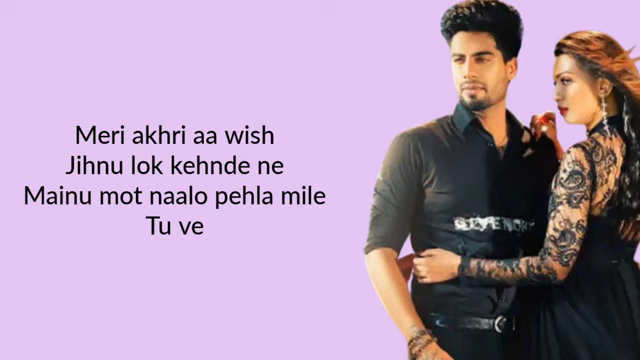 Meri akhri aa wish
Jihnu lok kehnde ne
Mainu mot naalo pehla mile
Tu ve